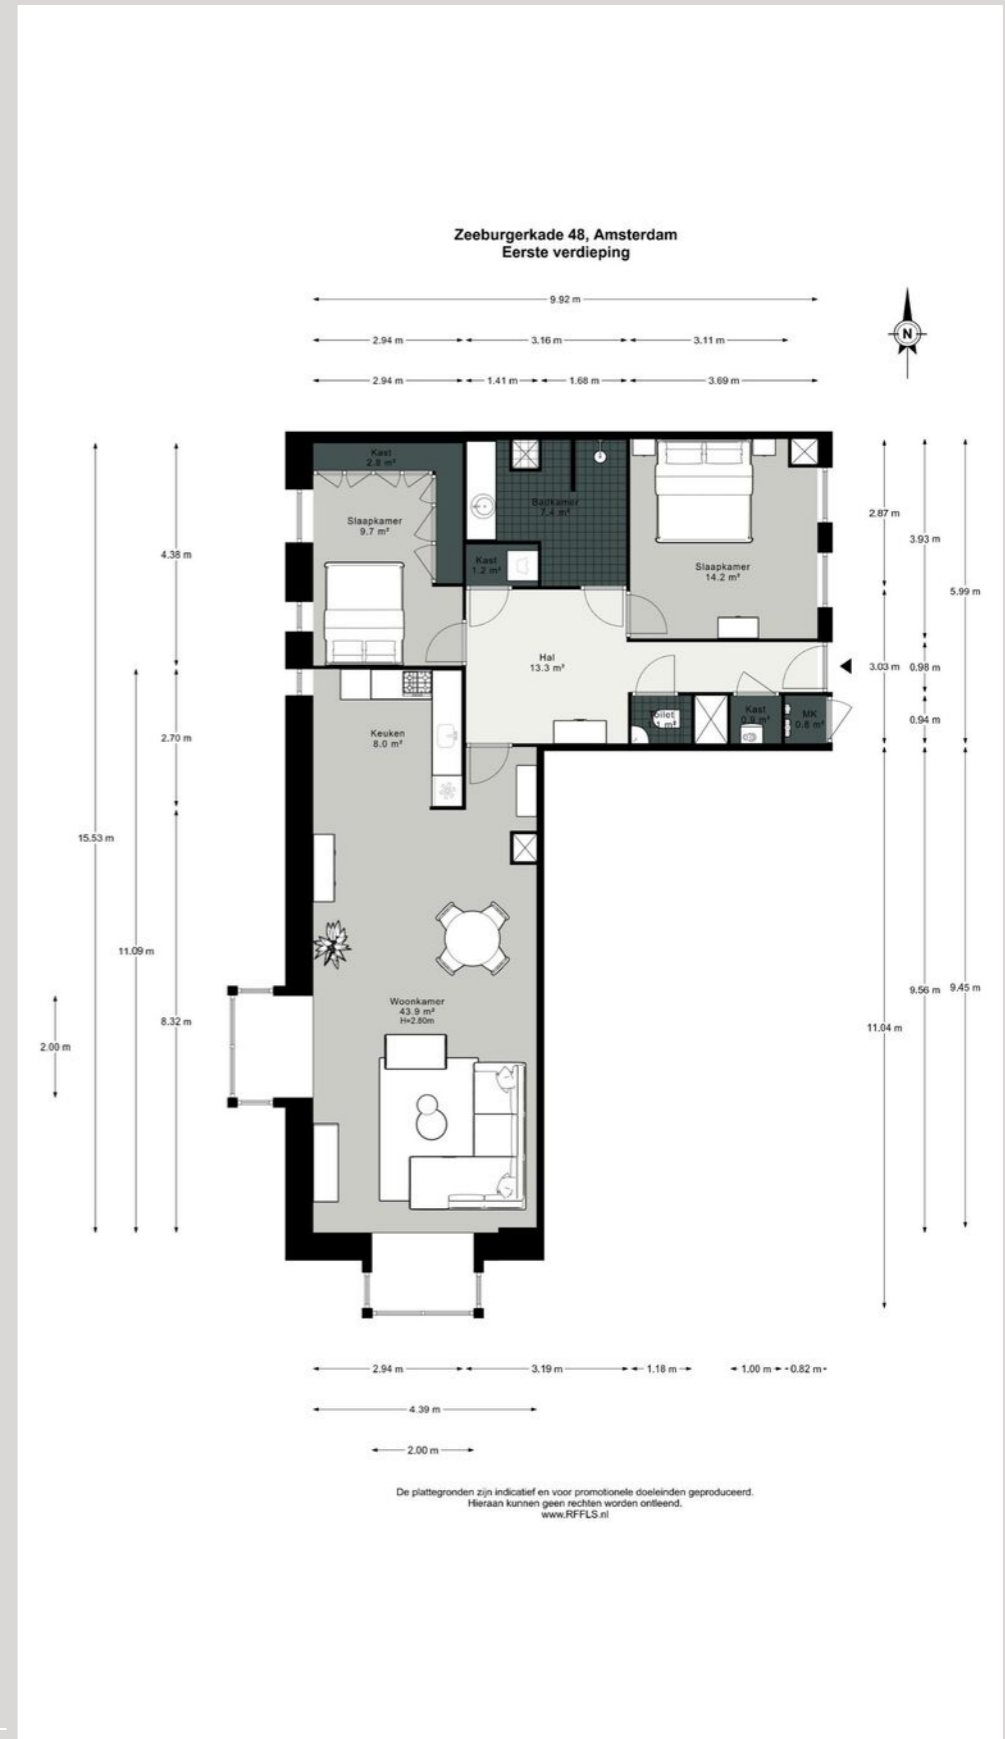 Zeeburgerkade 48, Amsterdam
Eerste verdieping
9.92 m
2.94 m
3.16 m
3.11 m
2.94 m
1.41 m
1.68 m
3.69 m
N
Kast
2.8 m²
Slaapkamer
9.7 m²
Badkamer
7.4 m²
Kast
1.2 m²
Slaapkamer
14.2 m²
Hal
13.3 m²
Toilet
1.1 m²
Kast
0.9 m²
MK
0.8 m²
Keuken
8.0 m²
Woonkamer
43.9 m²
H=2.80m
4.38 m
2.70 m
15.53 m
11.09 m
8.32 m
2.00 m
2.87 m
3.93 m
5.99 m
3.03 m
0.98 m
0.94 m
9.56 m
9.45 m
11.04 m
2.94 m
3.19 m
1.18 m
1.00 m
0.82 m
4.39 m
2.00 m
De plattegronden zijn indicatief en voor promotionele doeleinden geproduceerd.
Hieraan kunnen geen rechten worden ontleend.
www.RFFLS.nl